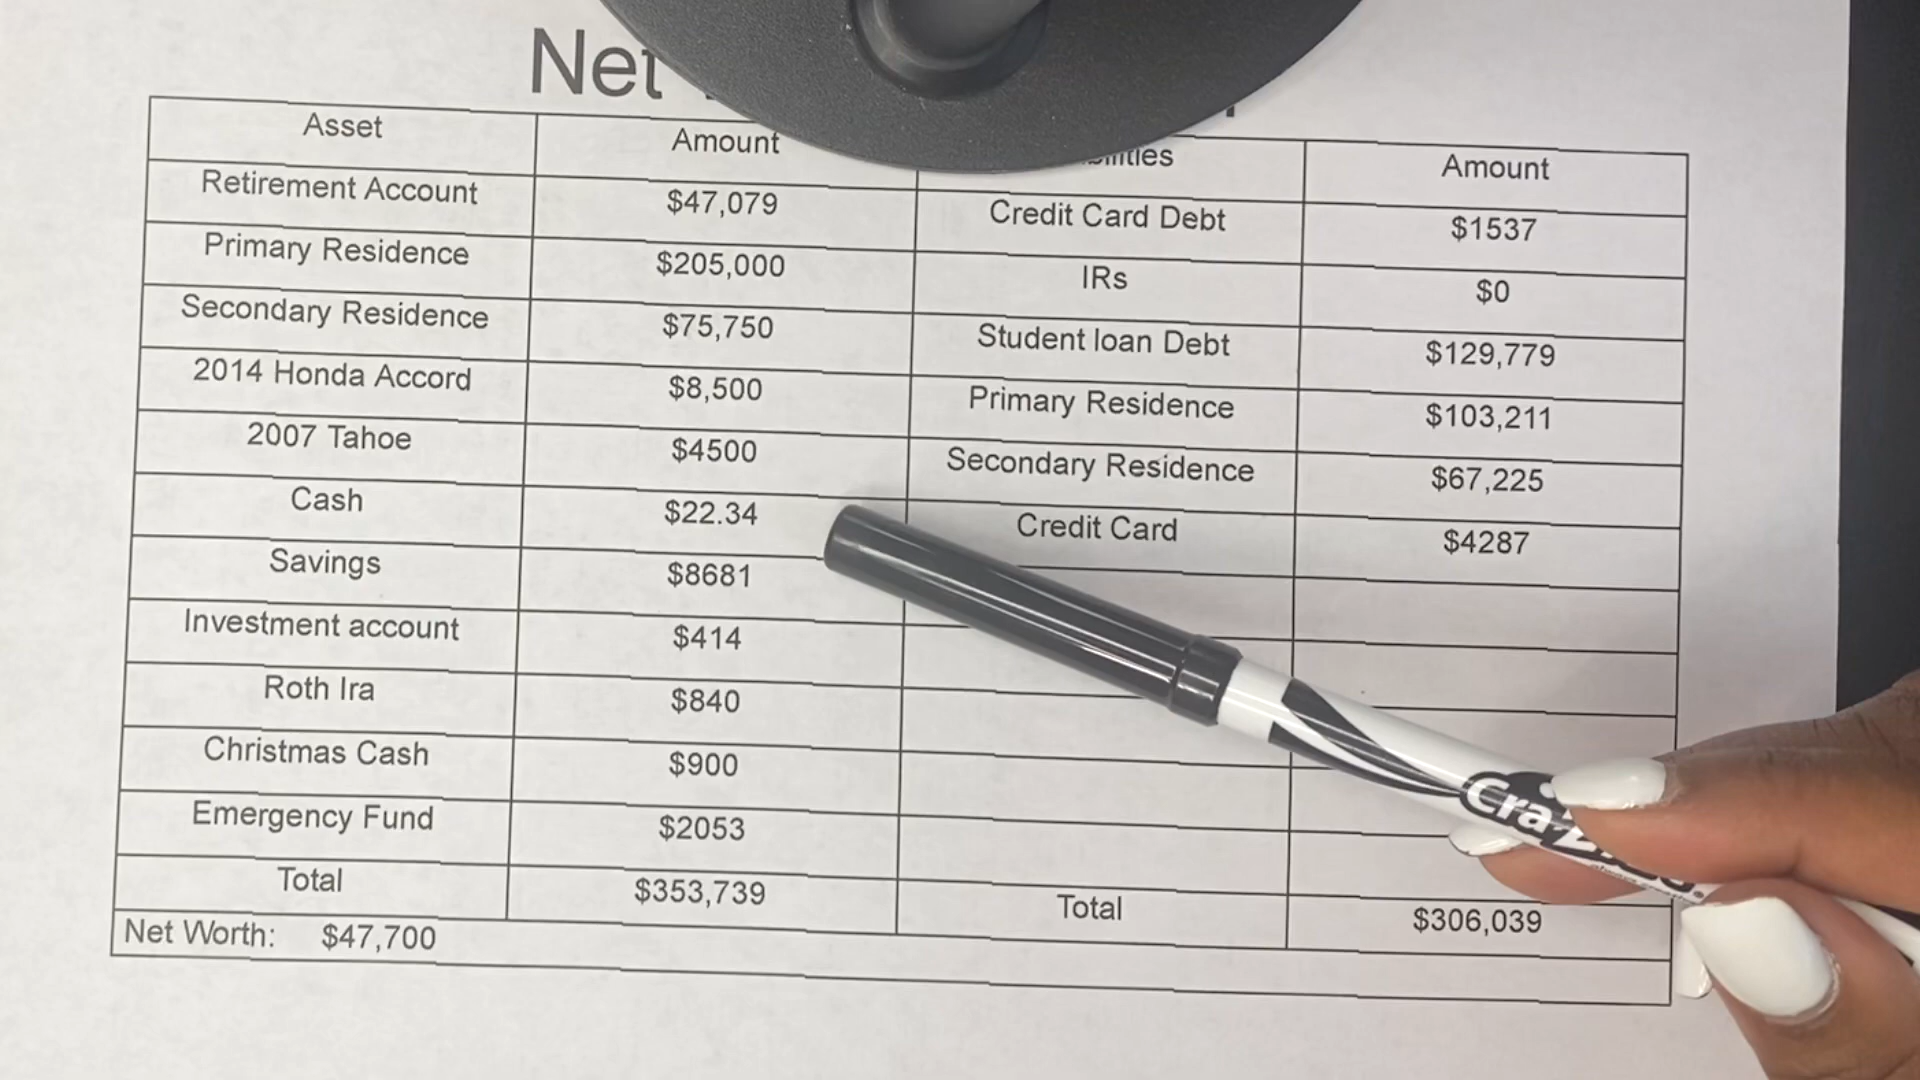 Net
Asset Amount Amount
Retirement Account $47,079 Credit Card Debt $1537
Primary Residence $205,000 IRs $0
Secondary Residence $75,750 Student loan Debt $129,779
2014 Honda Accord $8,500 Primary Residence $103,211
2007 Tahoe $4500 Secondary Residence $67,225
Cash $22.34 Credit Card $4287
Savings $8681
Investment account $414
Roth Ira $840
Christmas Cash $900
Emergency Fund $2053
Total $353,739 Total $306,039
Net Worth: $47,700